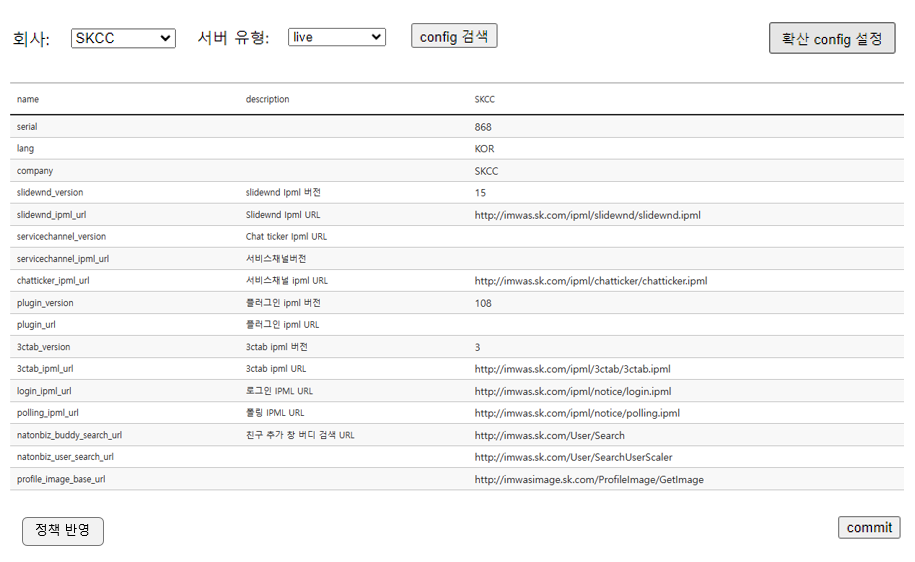 회사: SKCC 서버 유형: live config 검색 확산 config 설정
name description SKCC
serial 868
lang KOR
company SKCC
slidewnd_version slidewnd Ipml 버전 15
slidewnd_ipml_url Slidewnd Ipml URL http://imwas.sk.com/ipml/slidewnd/slidewnd.ipml
servicechannel_version Chat ticker Ipml URL
servicechannel_ipml_url 서비스채널버전
chatticker_ipml_url 서비스채널 ipml URL http://imwas.sk.com/ipml/chatticker/chatticker.ipml
plugin_version 플러그인 ipml 버전 108
plugin_url 플러그인 ipml URL
3ctab_version 3ctab ipml 버전 3
3ctab_ipml_url 3ctab ipml URL http://imwas.sk.com/ipml/3ctab/3ctab.ipml
login_ipml_url 로그인 IPML URL http://imwas.sk.com/ipml/notice/login.ipml
polling_ipml_url 폴링 IPML URL http://imwas.sk.com/ipml/notice/polling.ipml
natonbiz_buddy_search_url 친구 추가 창 버디 검색 URL http://imwas.sk.com/User/Search
natonbiz_user_search_url http://imwas.sk.com/User/SearchUserScaler
profile_image_base_url http://imwasimage.sk.com/ProfileImage/GetImage
정책 반영 commit